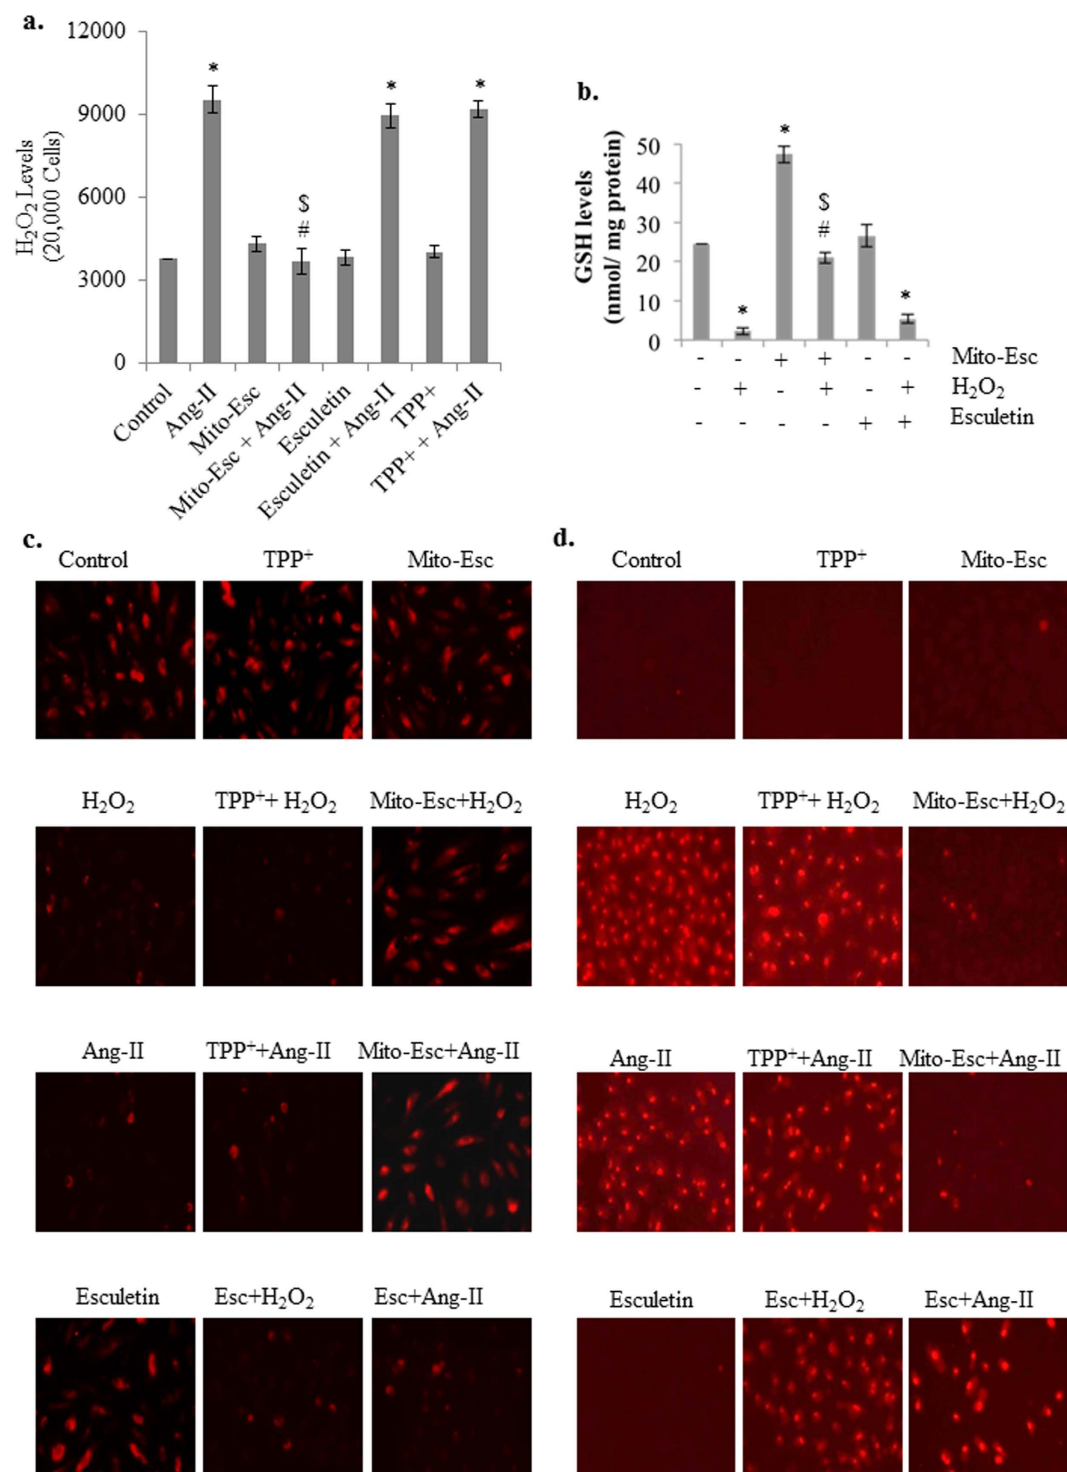 a.
12000
9000
6000
3000
0
H₂O₂ Levels
(20,000 Cells)
* * *
$
#
Control
Ang-II
Mito-Esc
Mito-Esc + Ang-II
Esculetin
Esculetin + Ang-II
TPP+
TPP+ + Ang-II
b.
50
40
30
20
10
0
GSH levels
(nmol/ mg protein)
*
$
#
* *
- - + + - - Mito-Esc
- + - + - + H₂O₂
- - - - + + Esculetin
c.
Control TPP⁺ Mito-Esc
H₂O₂ TPP⁺+ H₂O₂ Mito-Esc+H₂O₂
Ang-II TPP⁺+Ang-II Mito-Esc+Ang-II
Esculetin Esc+H₂O₂ Esc+Ang-II
d.
Control TPP⁺ Mito-Esc
H₂O₂ TPP⁺+ H₂O₂ Mito-Esc+H₂O₂
Ang-II TPP⁺+Ang-II Mito-Esc+Ang-II
Esculetin Esc+H₂O₂ Esc+Ang-II